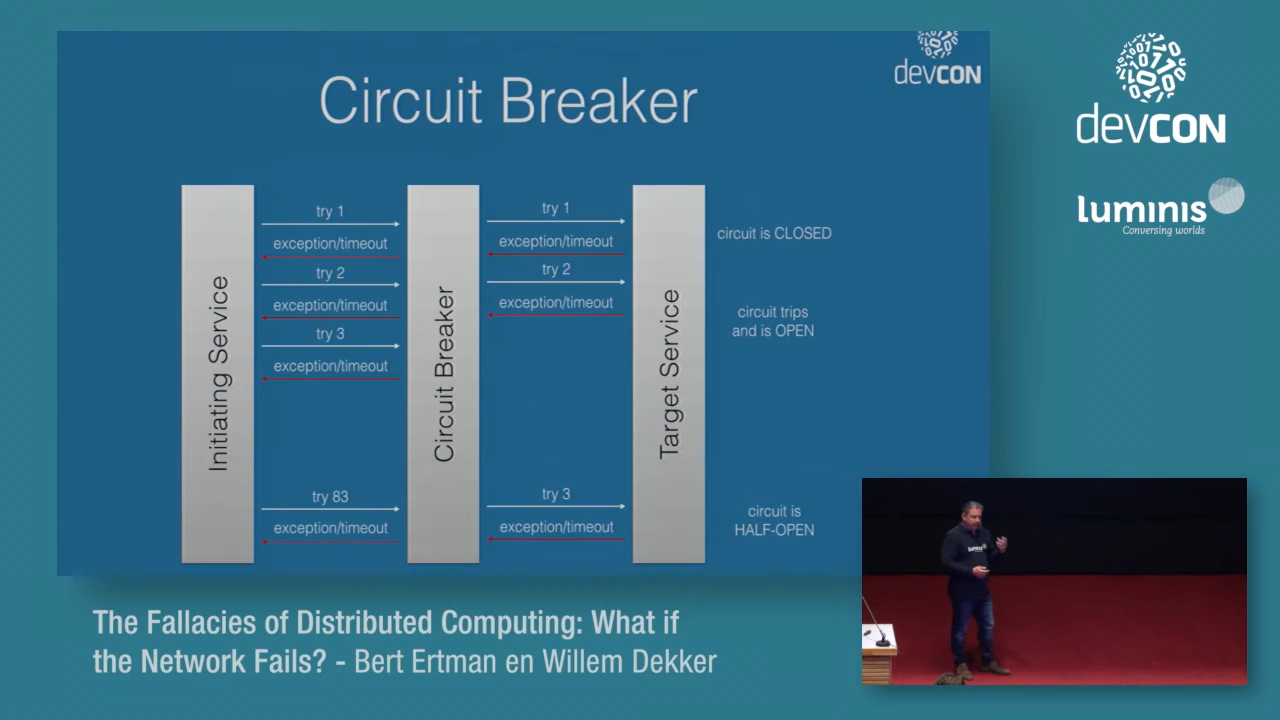 devcon
Circuit Breaker
devcon
luminis
Conversing worlds
try 1
try 1
circuit is CLOSED
exception/timeout
exception/timeout
try 2
try 2
exception/timeout
exception/timeout
circuit trips
and is OPEN
try 3
exception/timeout
Initiating Service
Circuit Breaker
Target Service
try 83
try 3
exception/timeout
exception/timeout
circuit is
HALF-OPEN
luminis
The Fallacies of Distributed Computing: What if
the Network Fails? - Bert Ertman en Willem Dekker